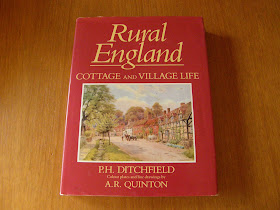 Rural
England
COTTAGE AND VILLAGE LIFE
P.H. DITCHFIELD
Colour plates and line drawings by
A.R. QUINTON